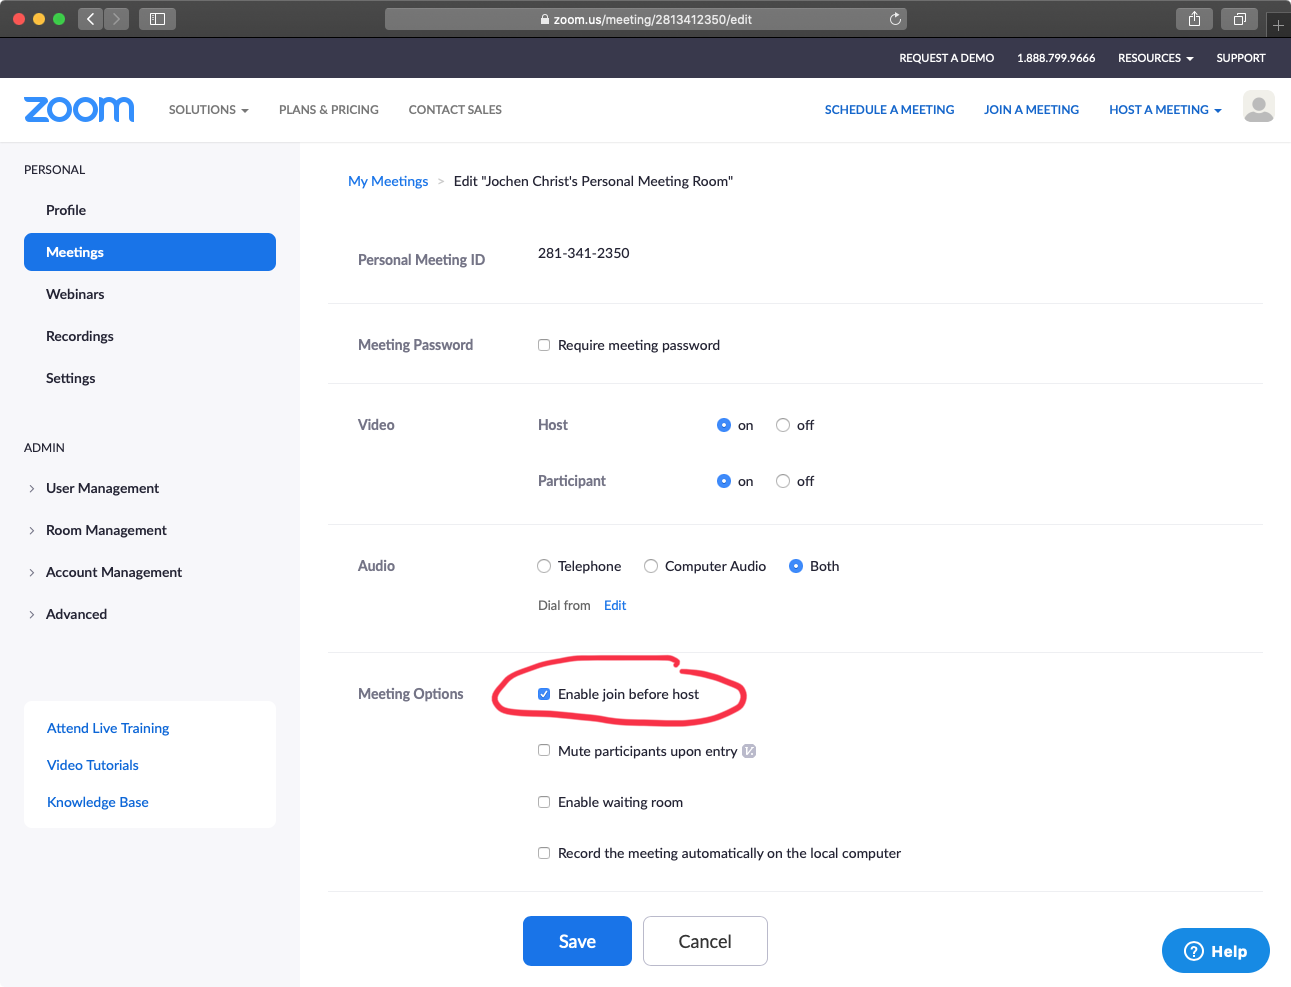 zoom.us/meeting/2813412350/edit
REQUEST A DEMO 1.888.799.9666 RESOURCES SUPPORT
zoom SOLUTIONS PLANS & PRICING CONTACT SALES SCHEDULE A MEETING JOIN A MEETING HOST A MEETING
PERSONAL
Profile
Meetings
Webinars
Recordings
Settings
ADMIN
User Management
Room Management
Account Management
Advanced
Attend Live Training
Video Tutorials
Knowledge Base
My Meetings > Edit "Jochen Christ's Personal Meeting Room"
Personal Meeting ID 281-341-2350
Meeting Password Require meeting password
Video Host on off
Participant on off
Audio Telephone Computer Audio Both
Dial from Edit
Meeting Options Enable join before host
Mute participants upon entry
Enable waiting room
Record the meeting automatically on the local computer
Save Cancel
? Help